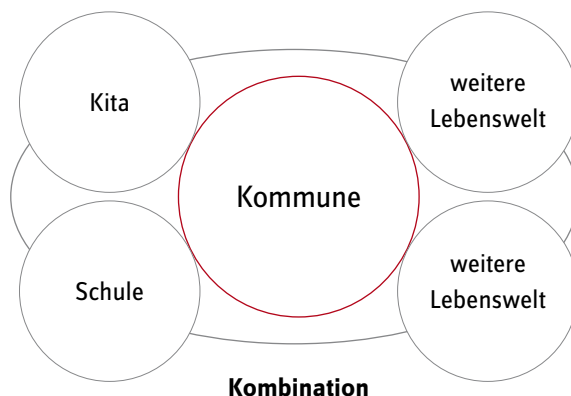 Kita
weitere
Lebenswelt
Kommune
Schule
weitere
Lebenswelt
Kombination